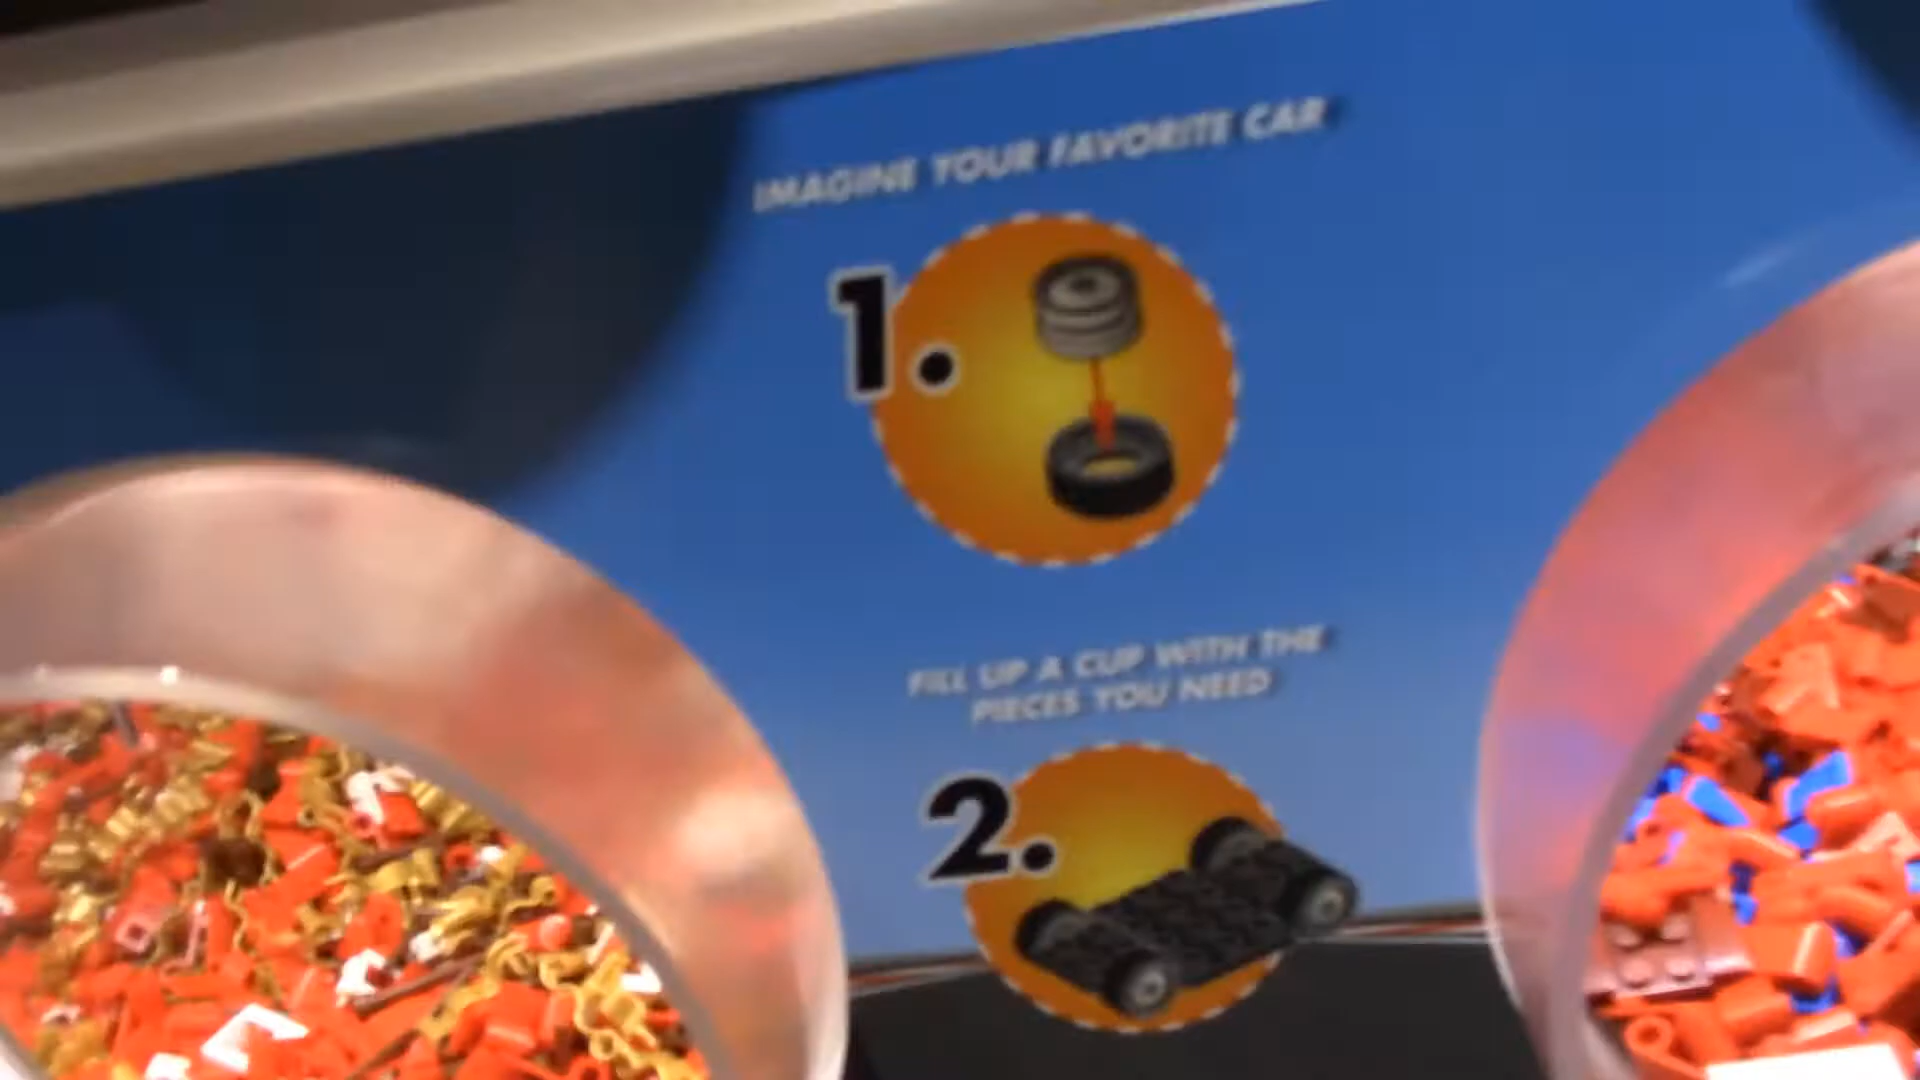 IMAGINE YOUR FAVORITE CAR
1.
FILL UP A CUP WITH THE
PIECES YOU NEED
2.